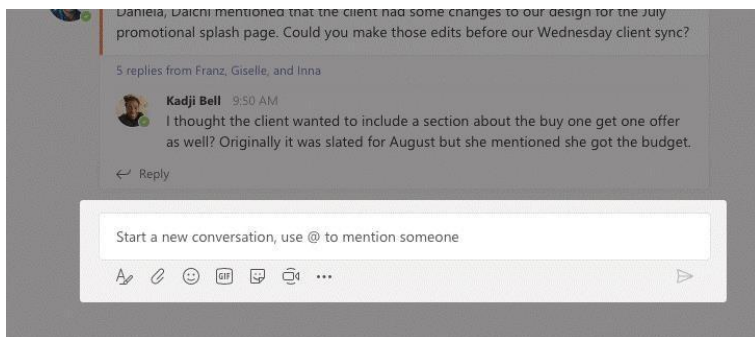 Daniela, Daichi mentioned that the client had some changes to our design for the July
promotional splash page. Could you make those edits before our Wednesday client sync?
5 replies from Franz, Giselle, and Inna
Kadji Bell 9:50 AM
I thought the client wanted to include a section about the buy one get one offer
as well? Originally it was slated for August but she mentioned she got the budget.
Reply
Start a new conversation, use @ to mention someone
GIF